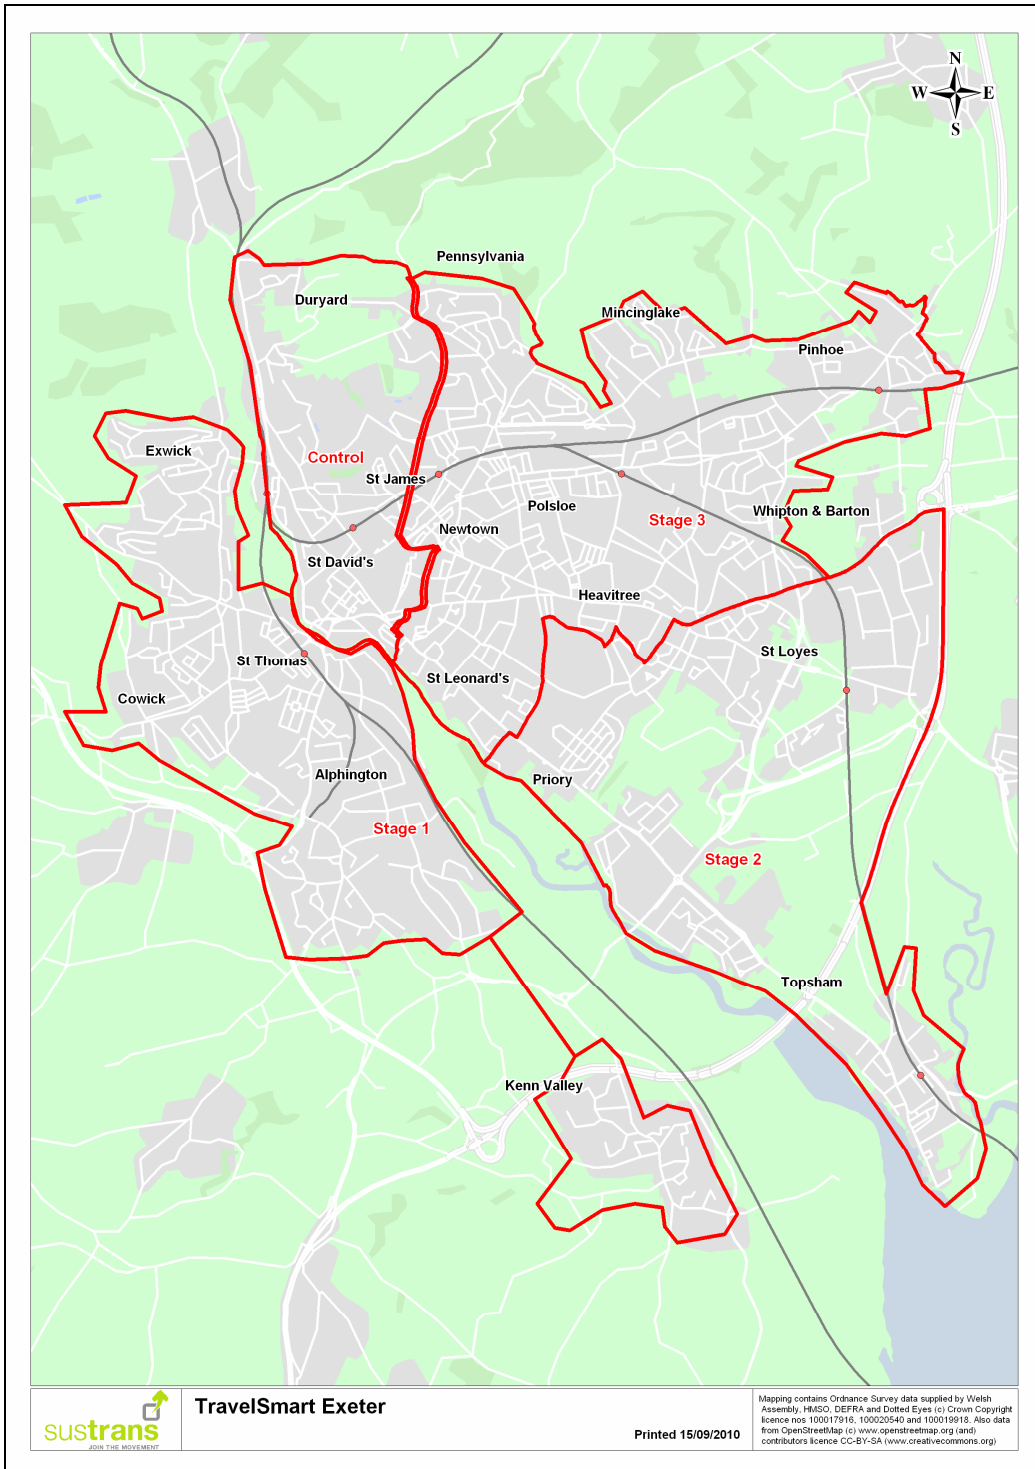 N
W E
S
Pennsylvania
Duryard
Mincinglake
Pinhoe
Exwick
Control
St James
Polsloe
Whipton & Barton
Stage 3
Newtown
St David's
Heavitree
St Loyes
St Thomas
St Leonard's
Cowick
Alphington
Priory
Stage 1
Stage 2
Topsham
Kenn Valley
sustrans
JOIN THE MOVEMENT
TravelSmart Exeter
Printed 15/09/2010
Mapping contains Ordnance Survey data supplied by Welsh
Assembly, HMSO, DEFRA and Dotted Eyes (c) Crown Copyright
licence nos 100017916, 100020540 and 100019918. Also data
from OpenStreetMap (c) www.openstreetmap.org (and)
contributors licence CC-BY-SA (www.creativecommons.org)